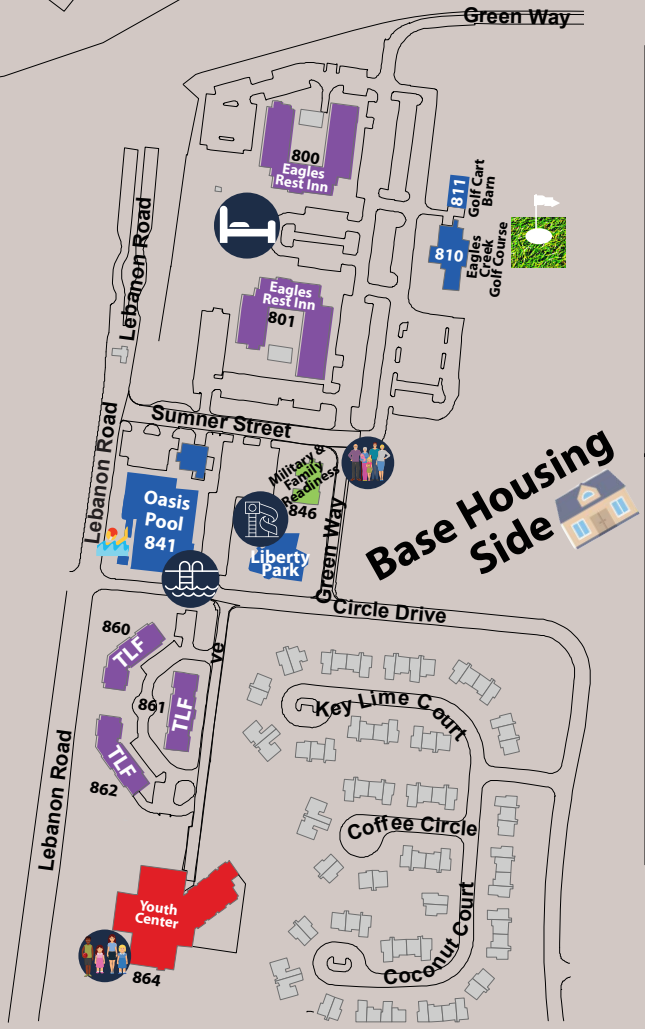 Green Way
800
Eagles
Rest Inn
811
Golf Cart
Barn
810
Eagles
Creek
Golf Course
Lebanon Road
Eagles
Rest Inn
801
Sumner Street
Lebanon Road
Military &
Family
Readiness
846
Oasis
Pool
841
Liberty
Park
Green Way
Base Housing
Side
Circle Drive
ve
860
TLF
861
TLF
862
TLF
Key Lime Court
Lebanon Road
Coffee Circle
Coconut Court
Youth
Center
864